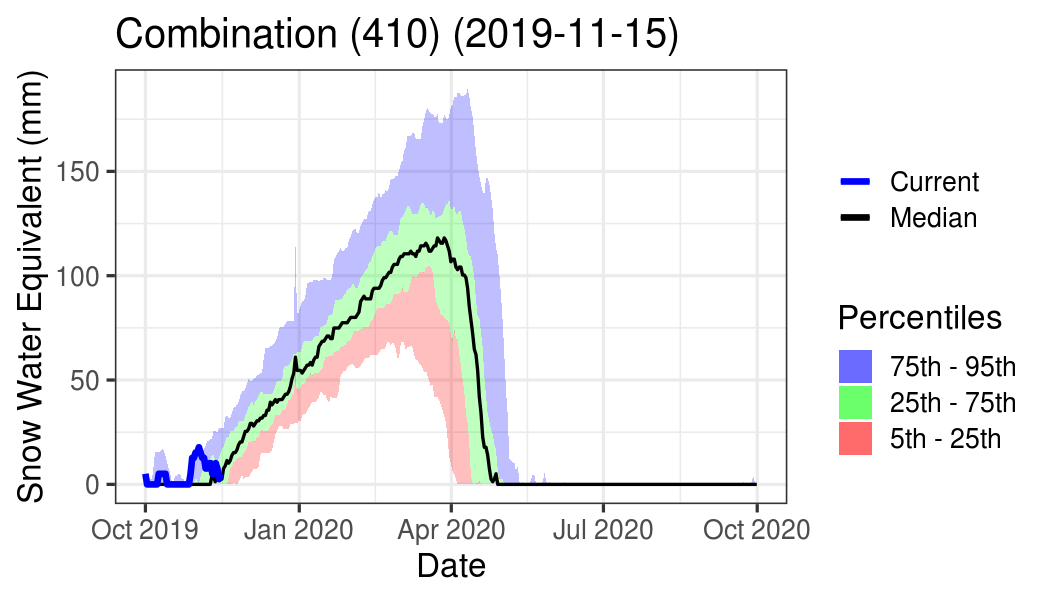 Combination (410) (2019-11-15)
Snow Water Equivalent (mm)
150
100
50
0
Oct 2019
Jan 2020
Apr 2020
Jul 2020
Oct 2020
Date
Current
Median
Percentiles
75th - 95th
25th - 75th
5th - 25th